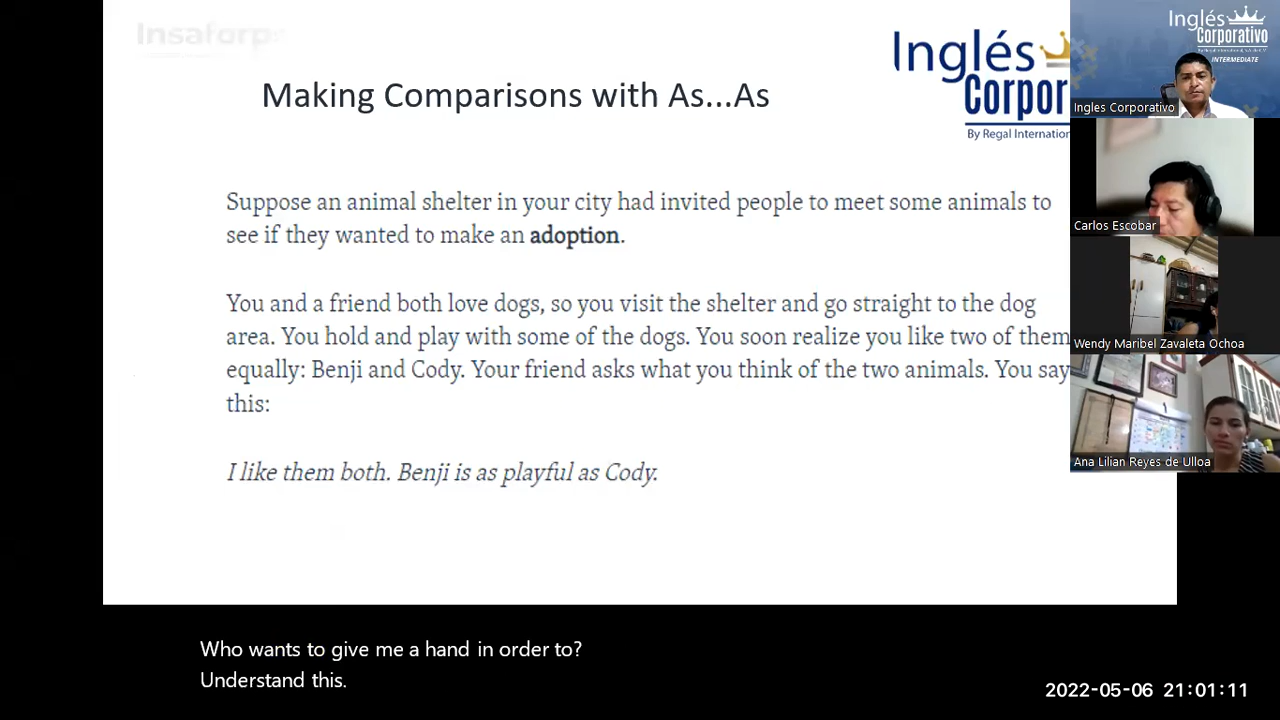 Insaforp
Inglés
Corpor
By Regal Internation
Making Comparisons with As...As
Suppose an animal shelter in your city had invited people to meet some animals to
see if they wanted to make an adoption.
You and a friend both love dogs, so you visit the shelter and go straight to the dog
area. You hold and play with some of the dogs. You soon realize you like two of them
equally: Benji and Cody. Your friend asks what you think of the two animals. You say
this:
I like them both. Benji is as playful as Cody.
Inglés
Corporativo
INTERMEDIATE
Ingles Corporativo
Carlos Escobar
Wendy Maribel Zavaleta Ochoa
Ana Lilian Reyes de Ulloa
Who wants to give me a hand in order to?
Understand this.
2022-05-06 21:01:11